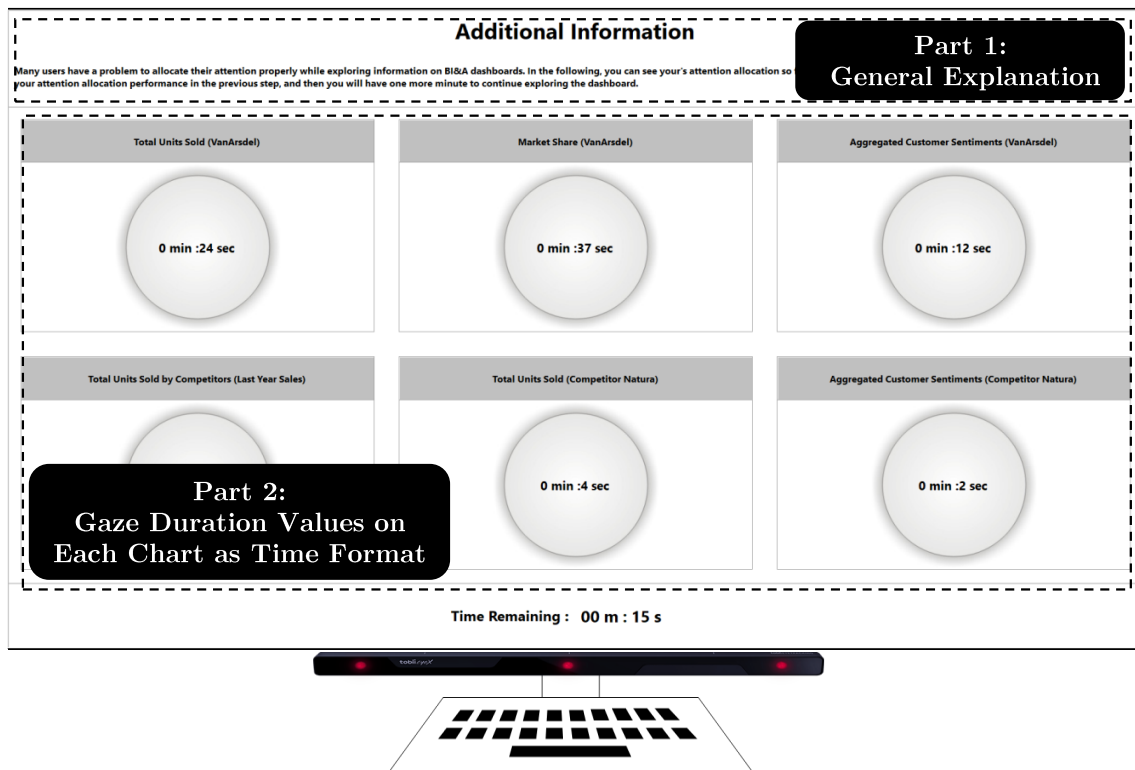 Additional Information
Part 1:
General Explanation
Many users have a problem to allocate their attention properly while exploring information on BI&A dashboards. In the following, you can see your's attention allocation so
your attention allocation performance in the previous step, and then you will have one more minute to continue exploring the dashboard.
Total Units Sold (VanArsdel)
Market Share (VanArsdel)
Aggregated Customer Sentiments (VanArsdel)
0 min :24 sec
0 min :37 sec
0 min :12 sec
Total Units Sold by Competitors (Last Year Sales)
Total Units Sold (Competitor Natura)
Aggregated Customer Sentiments (Competitor Natura)
Part 2:
Gaze Duration Values on
Each Chart as Time Format
0 min :4 sec
0 min :2 sec
Time Remaining : 00 m : 15 s
tobii eyeX